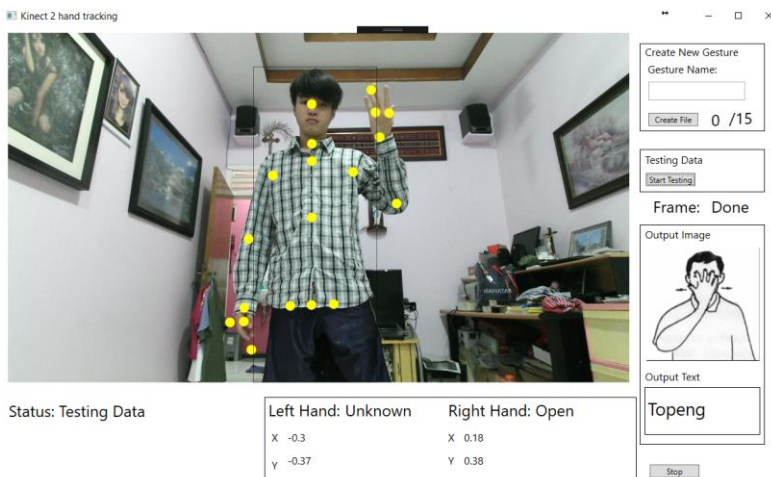 Kinect 2 hand tracking
Create New Gesture
Gesture Name:
Create File 0 /15
Testing Data
Start Testing
Frame: Done
Output Image
Output Text
Topeng
Stop
Status: Testing Data
Left Hand: Unknown Right Hand: Open
X -0.3 X 0.18
Y -0.37 Y 0.38